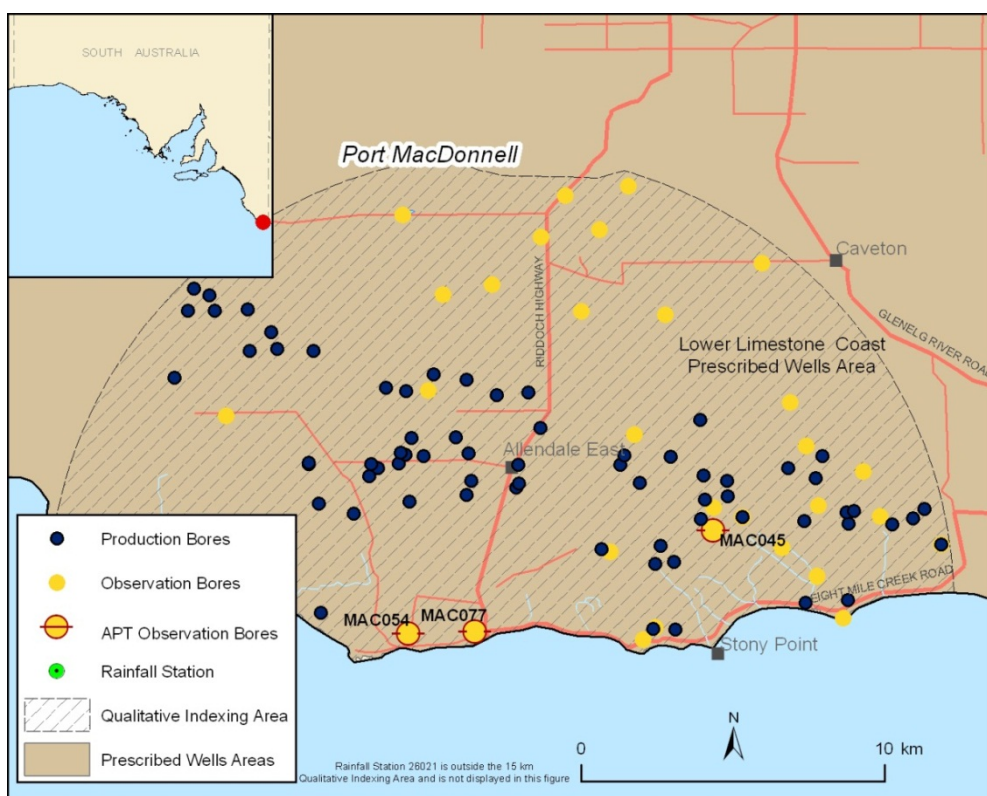 SOUTH AUSTRALIA
Port MacDonnell
Caveton
RIDDOCH HIGHWAY
GLENELG RIVER ROAD
Lower Limestone Coast
Prescribed Wells Area
Allendale East
MAC045
EIGHT MILE CREEK ROAD
MAC054
MAC077
Stony Point
Production Bores
Observation Bores
APT Observation Bores
Rainfall Station
Qualitative Indexing Area
Prescribed Wells Areas
Rainfall Station 26021 is outside the 15 km
Qualitative Indexing Area and is not displayed in this figure
N
0 10 km